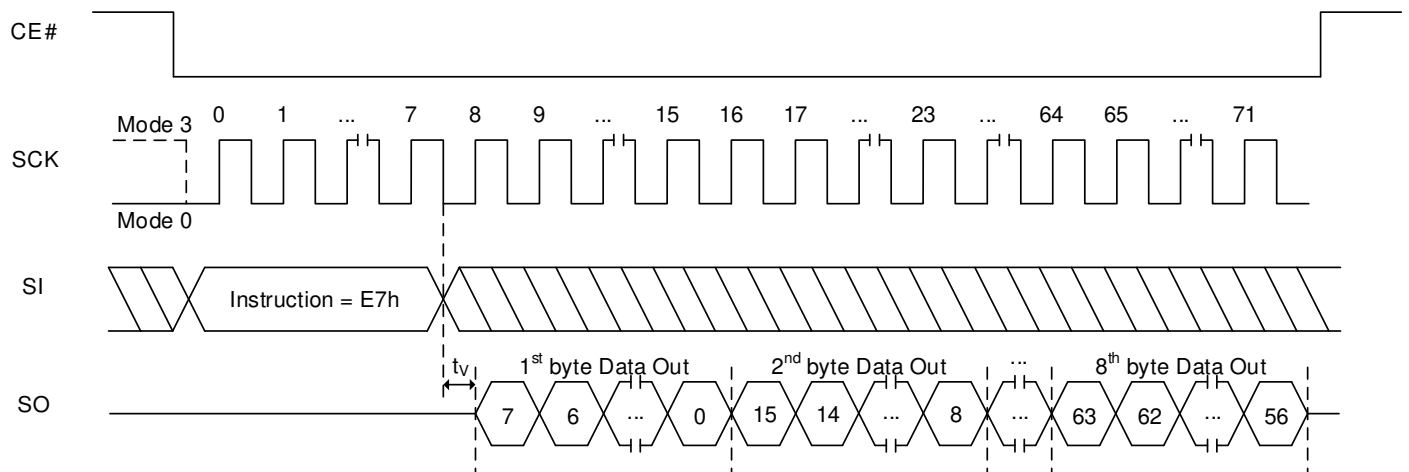 CE#
0 1 ... 7 8 9 ... 15 16 17 ... 23 ... 64 65 ... 71
Mode 3
SCK
Mode 0
SI
Instruction = E7h
tV 1st byte Data Out 2nd byte Data Out ... 8th byte Data Out
SO
7 6 ... 0 15 14 ... 8 ... 63 62 ... 56